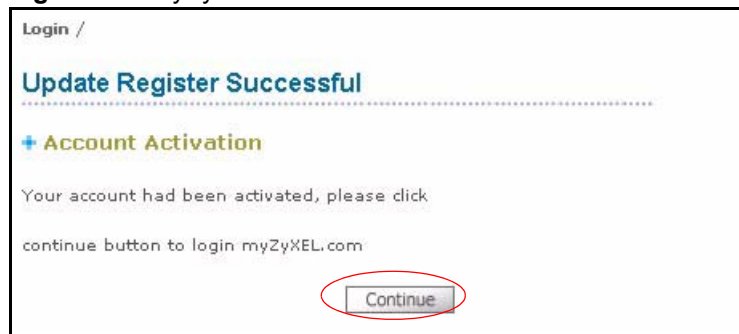 Login /
Update Register Successful
+ Account Activation
Your account had been activated, please click
continue button to login myZyXEL.com
Continue